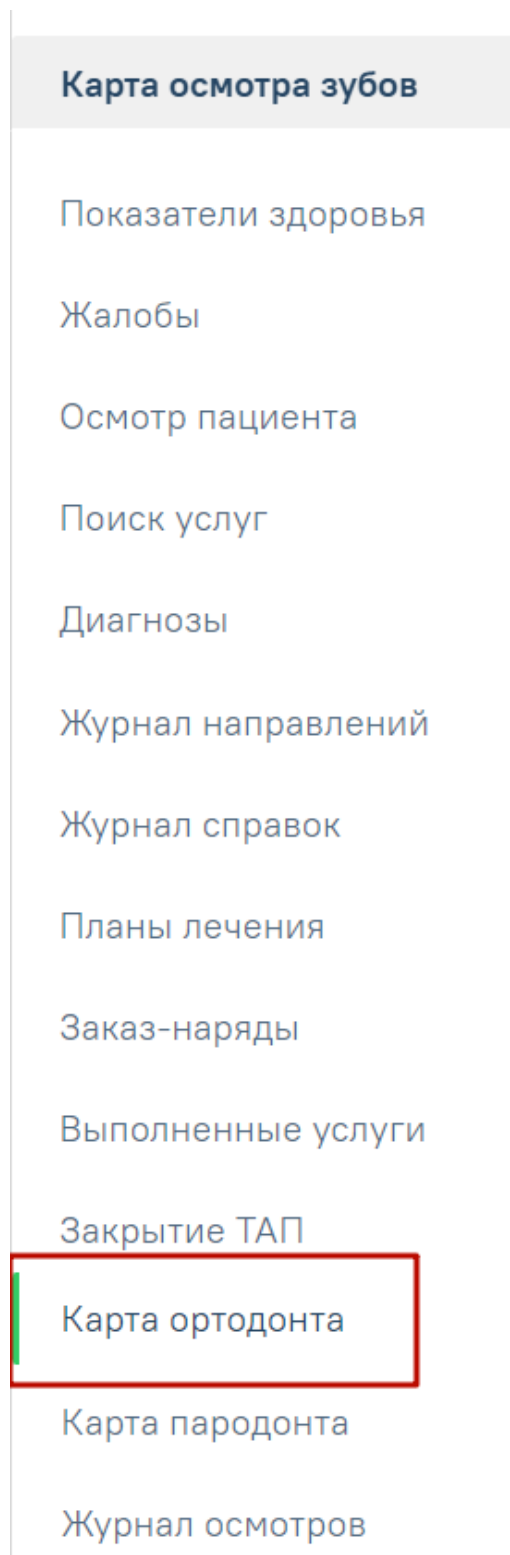 Карта осмотра зубов
Показатели здоровья
Жалобы
Осмотр пациента
Поиск услуг
Диагнозы
Журнал направлений
Журнал справок
Планы лечения
Заказ-наряды
Выполненные услуги
Закрытие ТАП
Карта ортодонта
Карта пародонта
Журнал осмотров